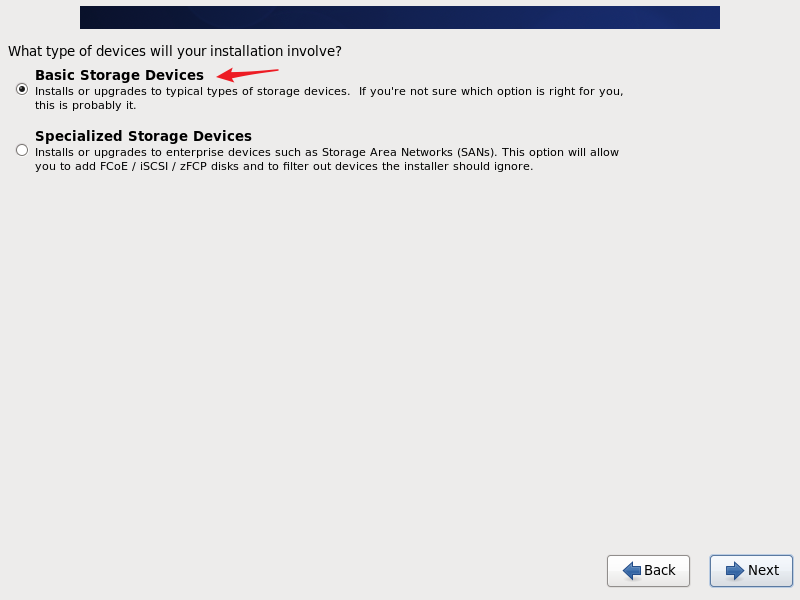 What type of devices will your installation involve?
Basic Storage Devices
Installs or upgrades to typical types of storage devices.  If you're not sure which option is right for you,
this is probably it.
Specialized Storage Devices
Installs or upgrades to enterprise devices such as Storage Area Networks (SANs). This option will allow
you to add FCoE / iSCSI / zFCP disks and to filter out devices the installer should ignore.
Back
Next